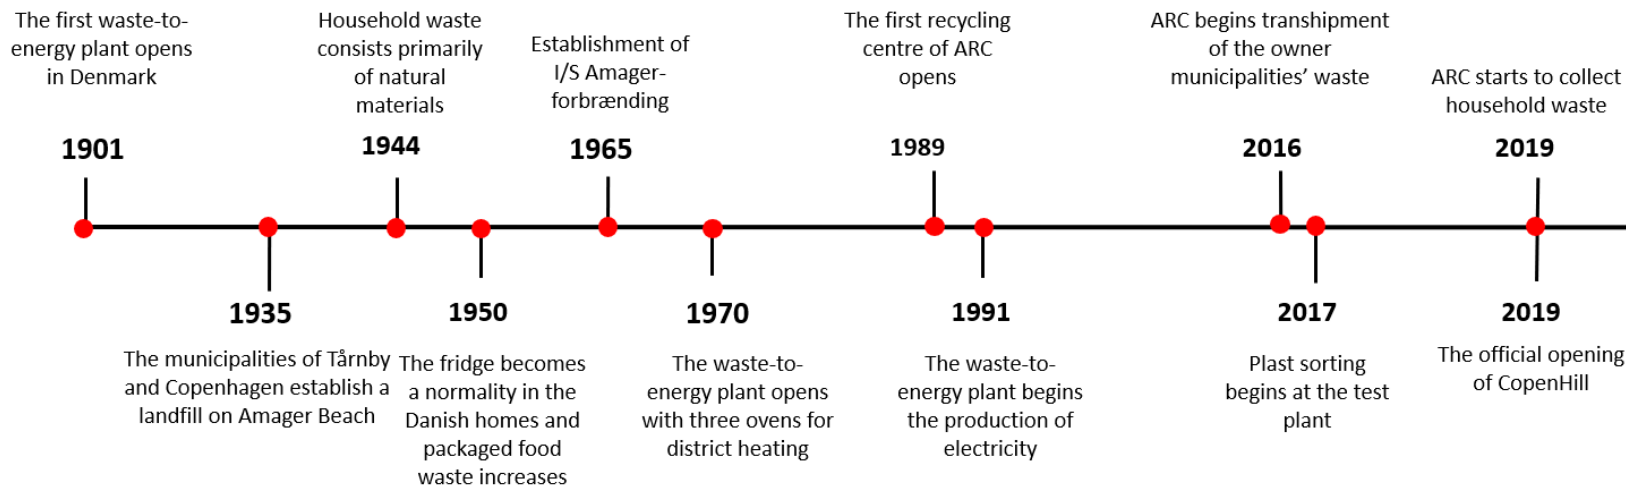 The first waste-to-
energy plant opens
in Denmark
1901
The municipalities of Tårnby
and Copenhagen establish a
landfill on Amager Beach
1935
Household waste
consists primarily
of natural
materials
1944
1950
The fridge becomes
a normality in the
Danish homes and
packaged food
waste increases
Establishment of
I/S Amager-
forbrænding
1965
1970
The waste-to-
energy plant opens
with three ovens for
district heating
The first recycling
centre of ARC
opens
1989
1991
The waste-to-
energy plant begins
the production of
electricity
ARC begins transhipment
of the owner
municipalities' waste
2016
2017
Plast sorting
begins at the test
plant
ARC starts to collect
household waste
2019
2019
The official opening
of CopenHill